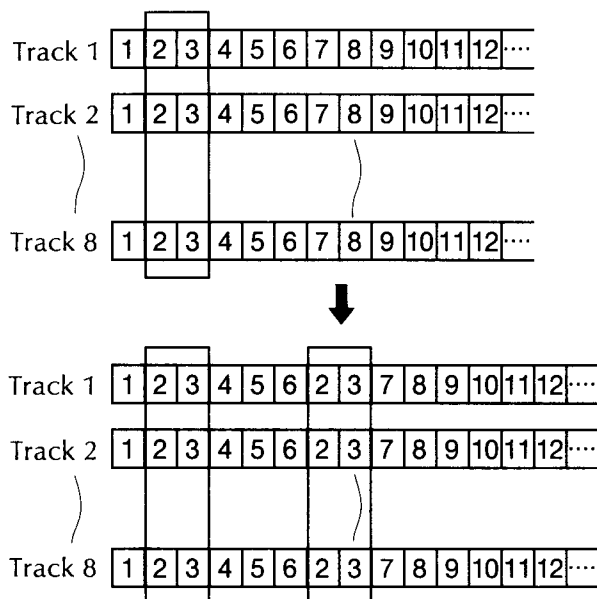 Track 1 1 2 3 4 5 6 7 8 9 10 11 12 ....
Track 2 1 2 3 4 5 6 7 8 9 10 11 12 ....
Track 8 1 2 3 4 5 6 7 8 9 10 11 12 ....
Track 1 1 2 3 4 5 6 2 3 7 8 9 10 11 12 ....
Track 2 1 2 3 4 5 6 2 3 7 8 9 10 11 12 ....
Track 8 1 2 3 4 5 6 2 3 7 8 9 10 11 12 ....